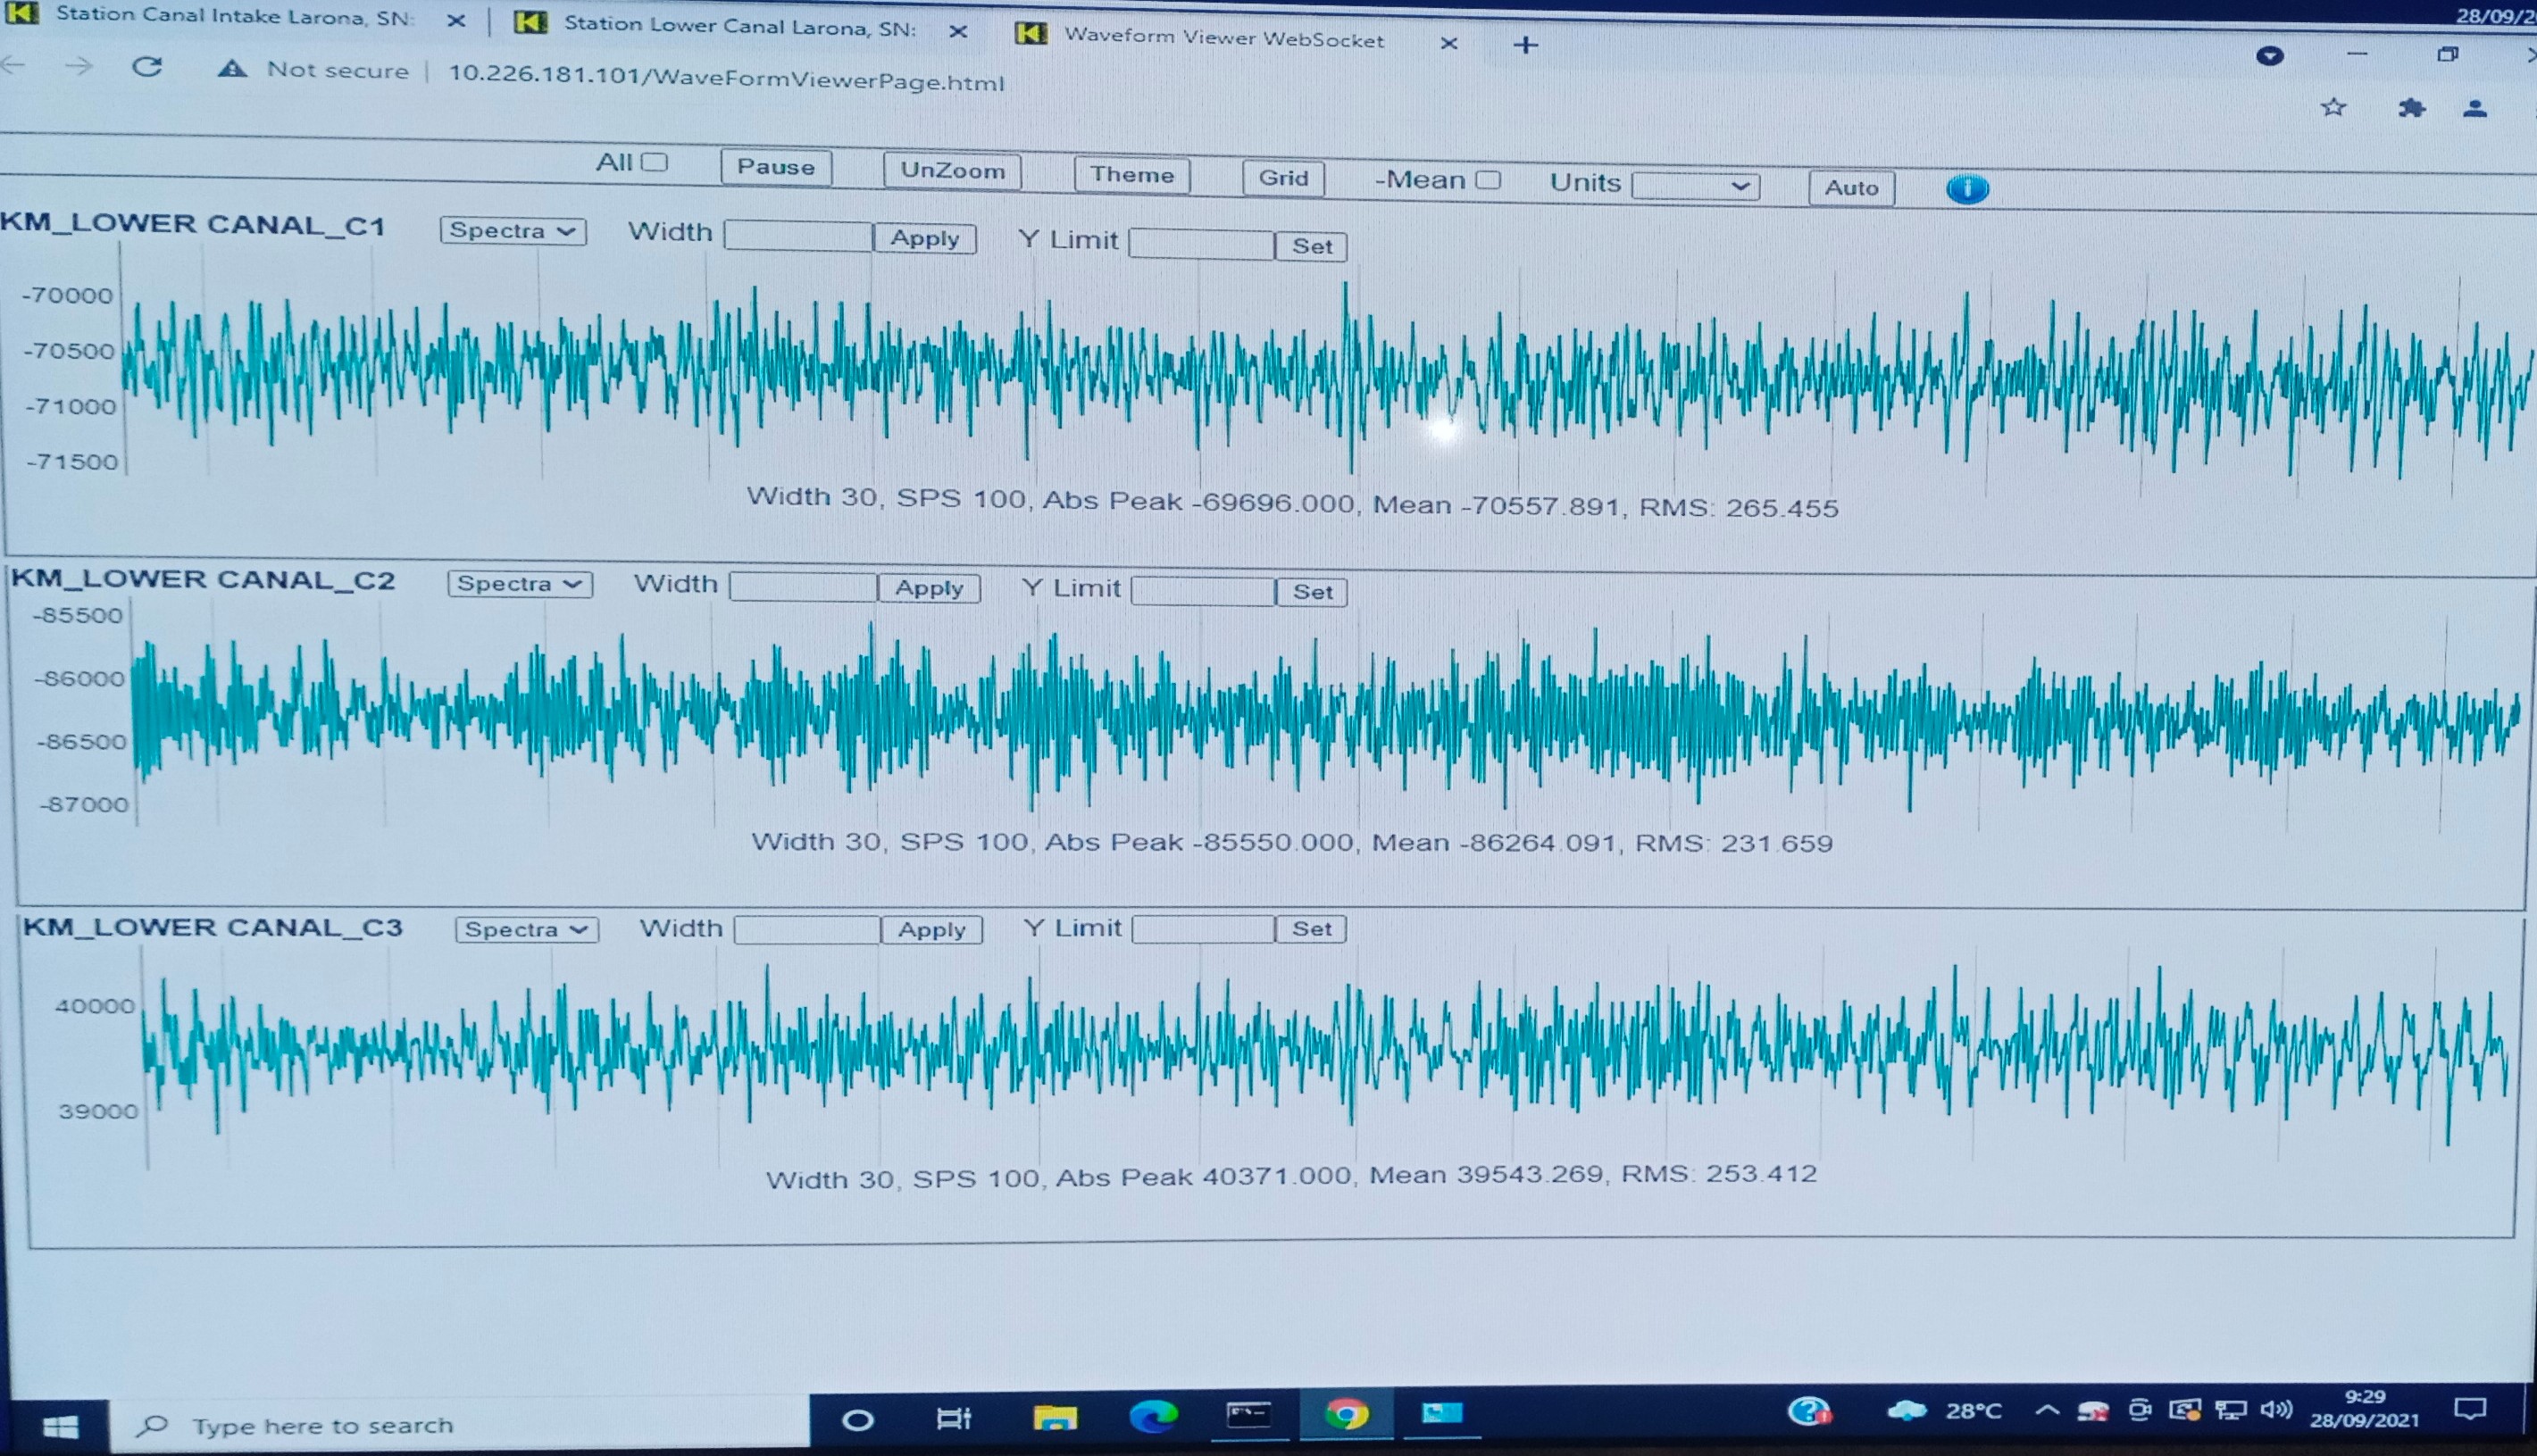 Station Canal Intake Larona, SN: Station Lower Canal Larona, SN: Waveform Viewer WebSocket
Not secure 10.226.181.101/WaveFormViewerPage.html
All Pause UnZoom Theme Grid -Mean Units Auto
KM_LOWER CANAL_C1 Spectra Width Apply Y Limit Set
-70000
-70500
-71000
-71500
Width 30, SPS 100, Abs Peak -69696.000, Mean -70557.891, RMS: 265.455
KM_LOWER CANAL_C2 Spectra Width Apply Y Limit Set
-85500
-86000
-86500
-87000
Width 30, SPS 100, Abs Peak -85550.000, Mean -86264.091, RMS: 231.659
KM_LOWER CANAL_C3 Spectra Width Apply Y Limit Set
40000
39000
Width 30, SPS 100, Abs Peak 40371.000, Mean 39543.269, RMS: 253.412
Type here to search 28°C 9:29
28/09/2021